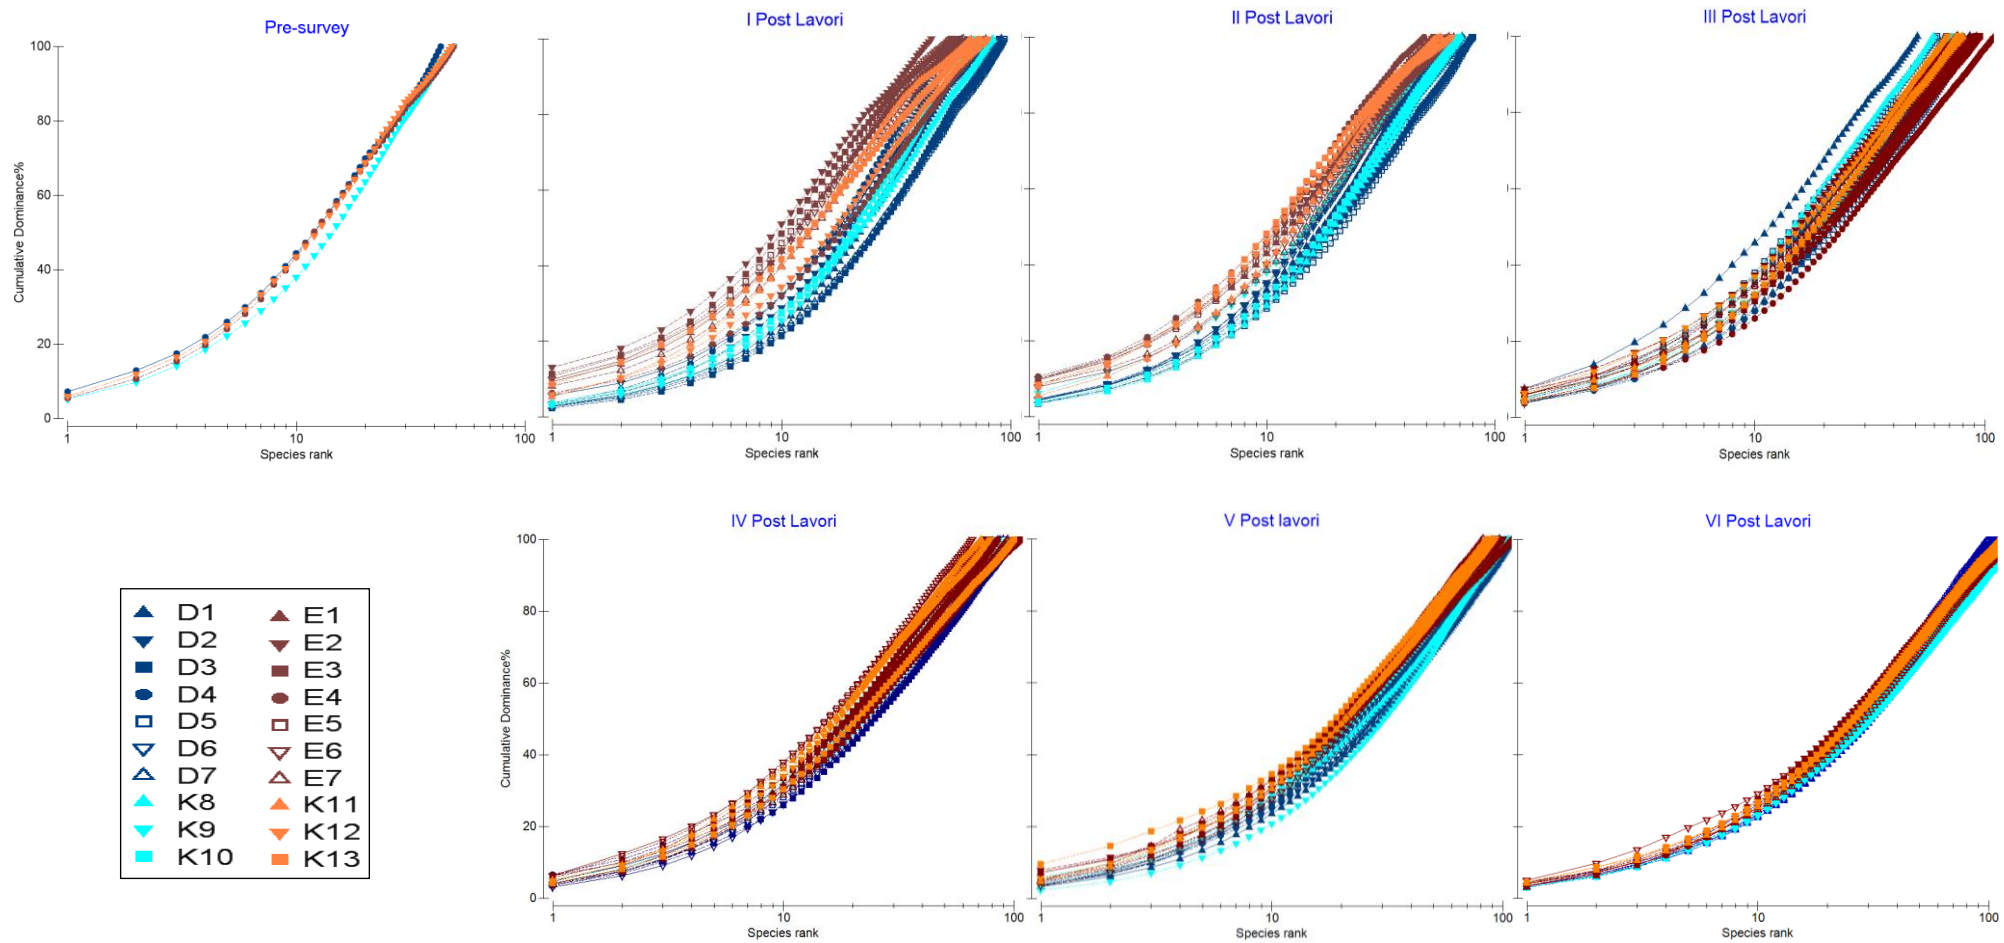 Pre-survey
I Post Lavori
II Post Lavori
III Post Lavori
100
80
60
40
20
0
Cumulative Dominance%
1 10 100
Species rank
1 10 100
Species rank
1 10 100
Species rank
1 10 100
Species rank
IV Post Lavori
V Post lavori
VI Post Lavori
100
80
60
40
20
0
Cumulative Dominance%
1 10 100
Species rank
1 10 100
Species rank
1 10 100
Species rank
D1 E1
D2 E2
D3 E3
D4 E4
D5 E5
D6 E6
D7 E7
K8 K11
K9 K12
K10 K13